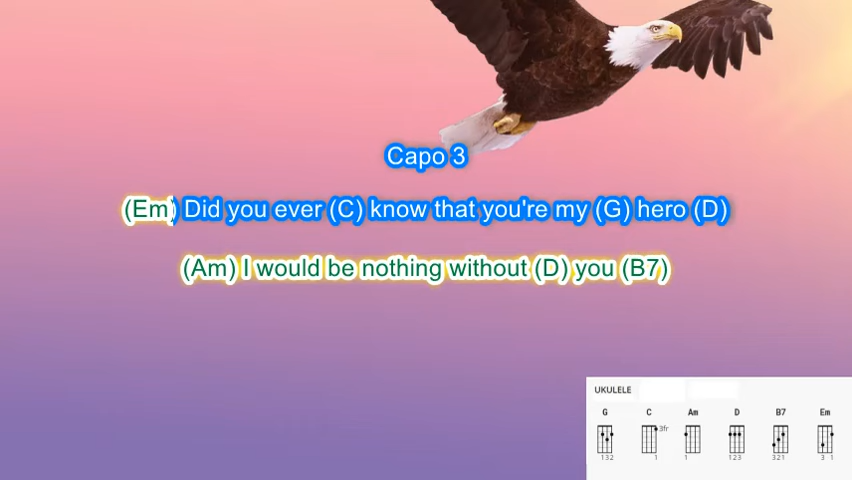 Capo 3
(Em) Did you ever (C) know that you're my (G) hero (D)
(Am) I would be nothing without (D) you (B7)
UKULELE
G C Am D B7 Em
3fr
132 1 1 123 321 3 1